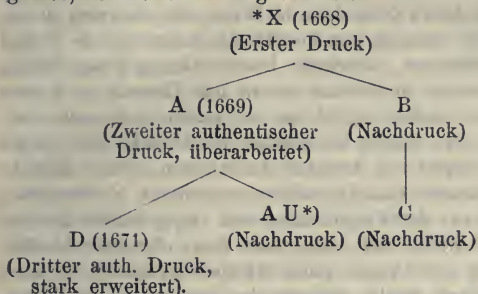 *X (1668)
(Erster Druck)
A (1669)
(Zweiter authentischer
Druck, überarbeitet)
B
(Nachdruck)
D (1671)
(Dritter auth. Druck,
stark erweitert).
A U*)
(Nachdruck)
C
(Nachdruck)